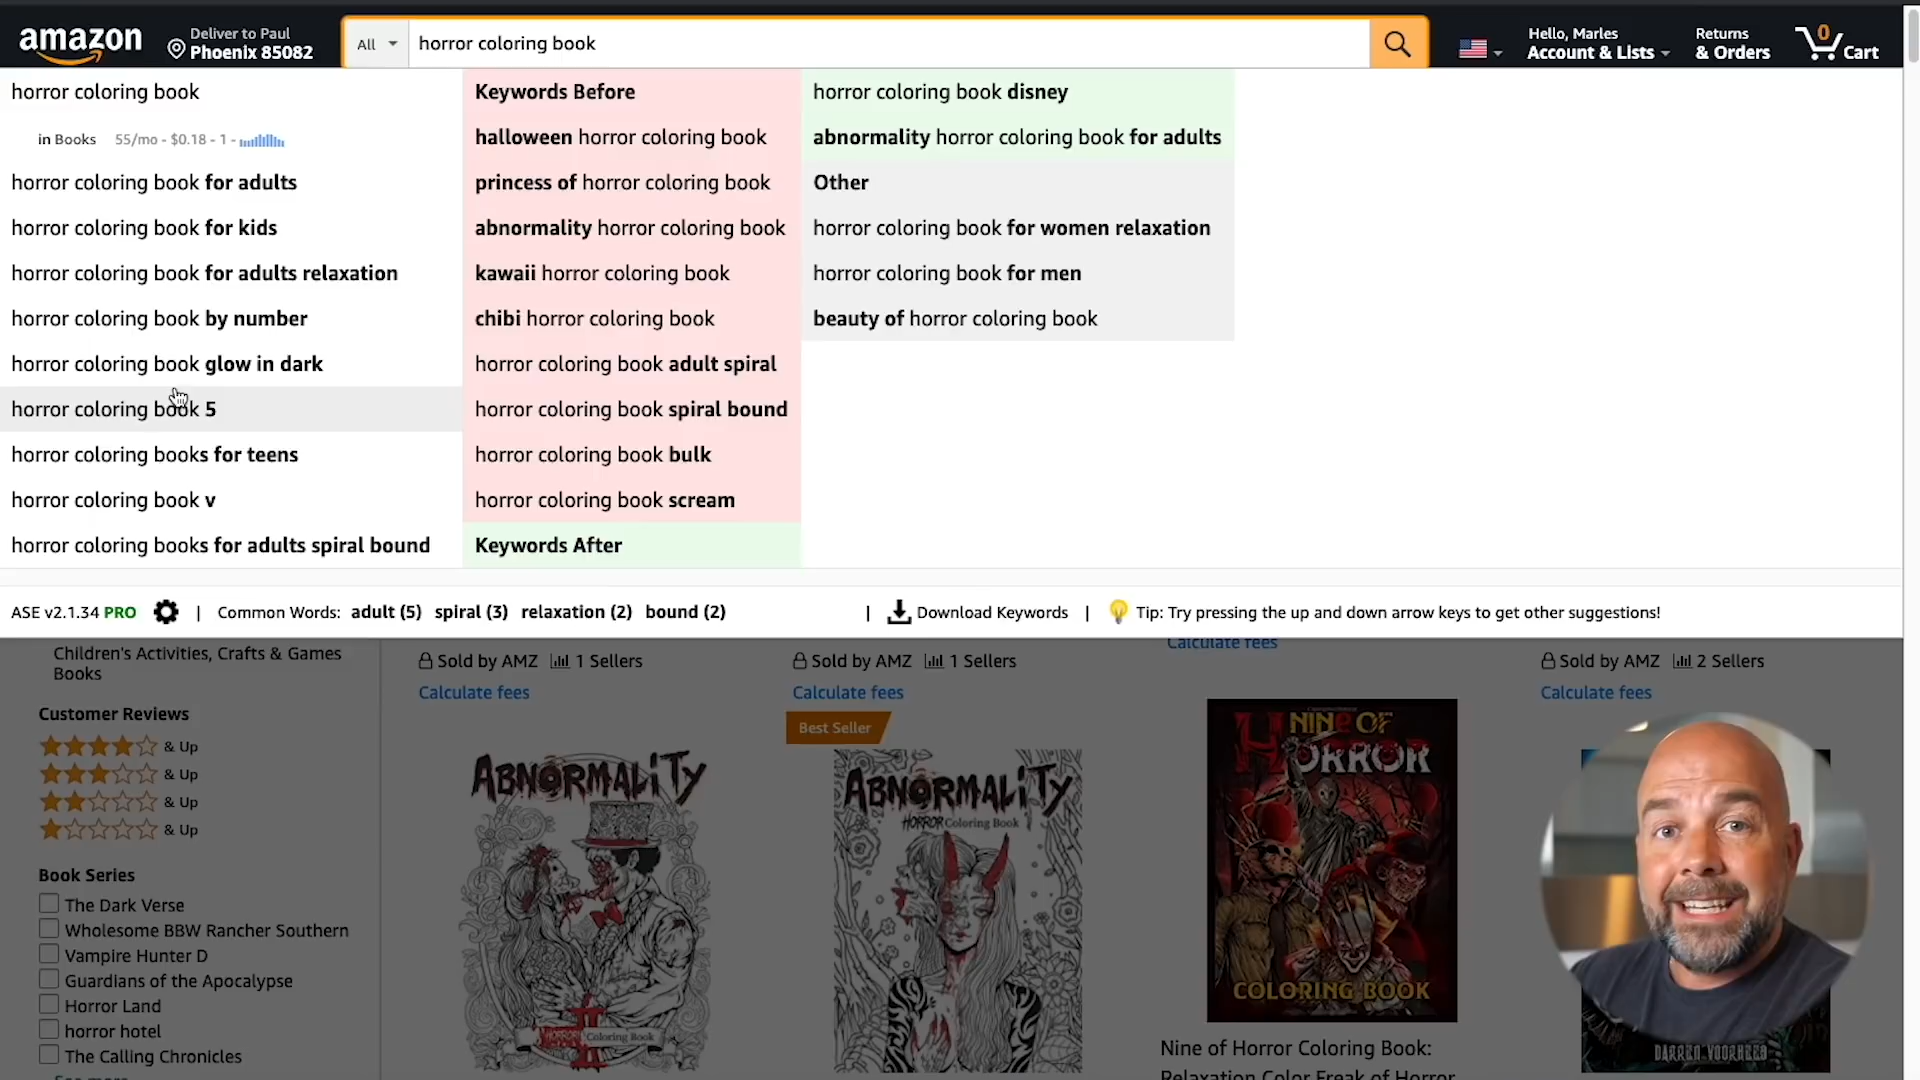 amazon
Deliver to Paul
Phoenix 85082
All
horror coloring book
Hello, Marles
Account & Lists
Returns
& Orders
0
Cart
horror coloring book
in Books 55/mo - $0.18 - 1 -
horror coloring book for adults
horror coloring book for kids
horror coloring book for adults relaxation
horror coloring book by number
horror coloring book glow in dark
horror coloring book 5
horror coloring books for teens
horror coloring book v
horror coloring books for adults spiral bound
Keywords Before
halloween horror coloring book
princess of horror coloring book
abnormality horror coloring book
kawaii horror coloring book
chibi horror coloring book
horror coloring book adult spiral
horror coloring book spiral bound
horror coloring book bulk
horror coloring book scream
Keywords After
horror coloring book disney
abnormality horror coloring book for adults
Other
horror coloring book for women relaxation
horror coloring book for men
beauty of horror coloring book
ASE v2.1.34 PRO | Common Words: adult (5) spiral (3) relaxation (2) bound (2) | Download Keywords | Tip: Try pressing the up and down arrow keys to get other suggestions!
Children's Activities, Crafts & Games
Books
Customer Reviews
& Up
& Up
& Up
& Up
Book Series
The Dark Verse
Wholesome BBW Rancher Southern
Vampire Hunter D
Guardians of the Apocalypse
Horror Land
horror hotel
The Calling Chronicles
See more
Sold by AMZ 1 Sellers
Calculate fees
ABNORMALITY
II
HORROR Coloring Book
Sold by AMZ 1 Sellers
Calculate fees
Best Seller
ABNORMALITY
HORROR Coloring Book
Calculate fees
NINE OF
HORROR
COLORING BOOK
Nine of Horror Coloring Book:
Relaxation Color Freak of Horror
Sold by AMZ 2 Sellers
Calculate fees
DARREN VOORHEES